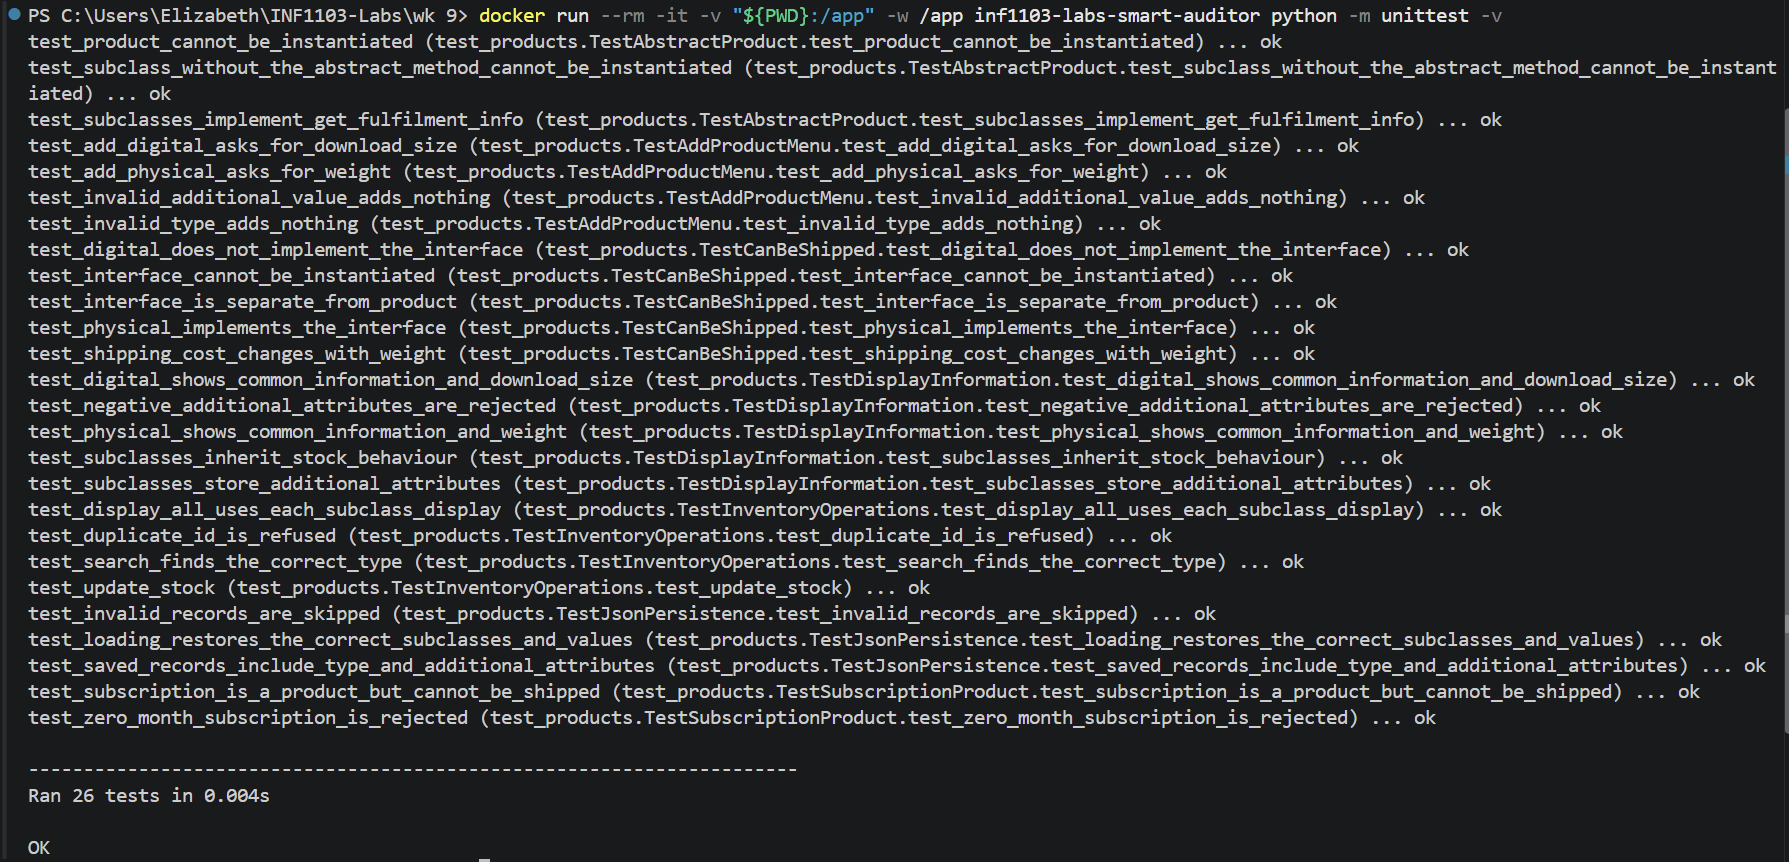 PS C:\Users\Elizabeth\INF1103-Labs\wk 9> docker run --rm -it -v "${PWD}:/app" -w /app inf1103-labs-smart-auditor python -m unittest -v
test_product_cannot_be_instantiated (test_products.TestAbstractProduct.test_product_cannot_be_instantiated) ... ok
test_subclass_without_the_abstract_method_cannot_be_instantiated (test_products.TestAbstractProduct.test_subclass_without_the_abstract_method_cannot_be_instant
iated) ... ok
test_subclasses_implement_get_fulfilment_info (test_products.TestAbstractProduct.test_subclasses_implement_get_fulfilment_info) ... ok
test_add_digital_asks_for_download_size (test_products.TestAddProductMenu.test_add_digital_asks_for_download_size) ... ok
test_add_physical_asks_for_weight (test_products.TestAddProductMenu.test_add_physical_asks_for_weight) ... ok
test_invalid_additional_value_adds_nothing (test_products.TestAddProductMenu.test_invalid_additional_value_adds_nothing) ... ok
test_invalid_type_adds_nothing (test_products.TestAddProductMenu.test_invalid_type_adds_nothing) ... ok
test_digital_does_not_implement_the_interface (test_products.TestCanBeShipped.test_digital_does_not_implement_the_interface) ... ok
test_interface_cannot_be_instantiated (test_products.TestCanBeShipped.test_interface_cannot_be_instantiated) ... ok
test_interface_is_separate_from_product (test_products.TestCanBeShipped.test_interface_is_separate_from_product) ... ok
test_physical_implements_the_interface (test_products.TestCanBeShipped.test_physical_implements_the_interface) ... ok
test_shipping_cost_changes_with_weight (test_products.TestCanBeShipped.test_shipping_cost_changes_with_weight) ... ok
test_digital_shows_common_information_and_download_size (test_products.TestDisplayInformation.test_digital_shows_common_information_and_download_size) ... ok
test_negative_additional_attributes_are_rejected (test_products.TestDisplayInformation.test_negative_additional_attributes_are_rejected) ... ok
test_physical_shows_common_information_and_weight (test_products.TestDisplayInformation.test_physical_shows_common_information_and_weight) ... ok
test_subclasses_inherit_stock_behaviour (test_products.TestDisplayInformation.test_subclasses_inherit_stock_behaviour) ... ok
test_subclasses_store_additional_attributes (test_products.TestDisplayInformation.test_subclasses_store_additional_attributes) ... ok
test_display_all_uses_each_subclass_display (test_products.TestInventoryOperations.test_display_all_uses_each_subclass_display) ... ok
test_duplicate_id_is_refused (test_products.TestInventoryOperations.test_duplicate_id_is_refused) ... ok
test_search_finds_the_correct_type (test_products.TestInventoryOperations.test_search_finds_the_correct_type) ... ok
test_update_stock (test_products.TestInventoryOperations.test_update_stock) ... ok
test_invalid_records_are_skipped (test_products.TestJsonPersistence.test_invalid_records_are_skipped) ... ok
test_loading_restores_the_correct_subclasses_and_values (test_products.TestJsonPersistence.test_loading_restores_the_correct_subclasses_and_values) ... ok
test_saved_records_include_type_and_additional_attributes (test_products.TestJsonPersistence.test_saved_records_include_type_and_additional_attributes) ... ok
test_subscription_is_a_product_but_cannot_be_shipped (test_products.TestSubscriptionProduct.test_subscription_is_a_product_but_cannot_be_shipped) ... ok
test_zero_month_subscription_is_rejected (test_products.TestSubscriptionProduct.test_zero_month_subscription_is_rejected) ... ok
----------------------------------------------------------------------
Ran 26 tests in 0.004s
OK